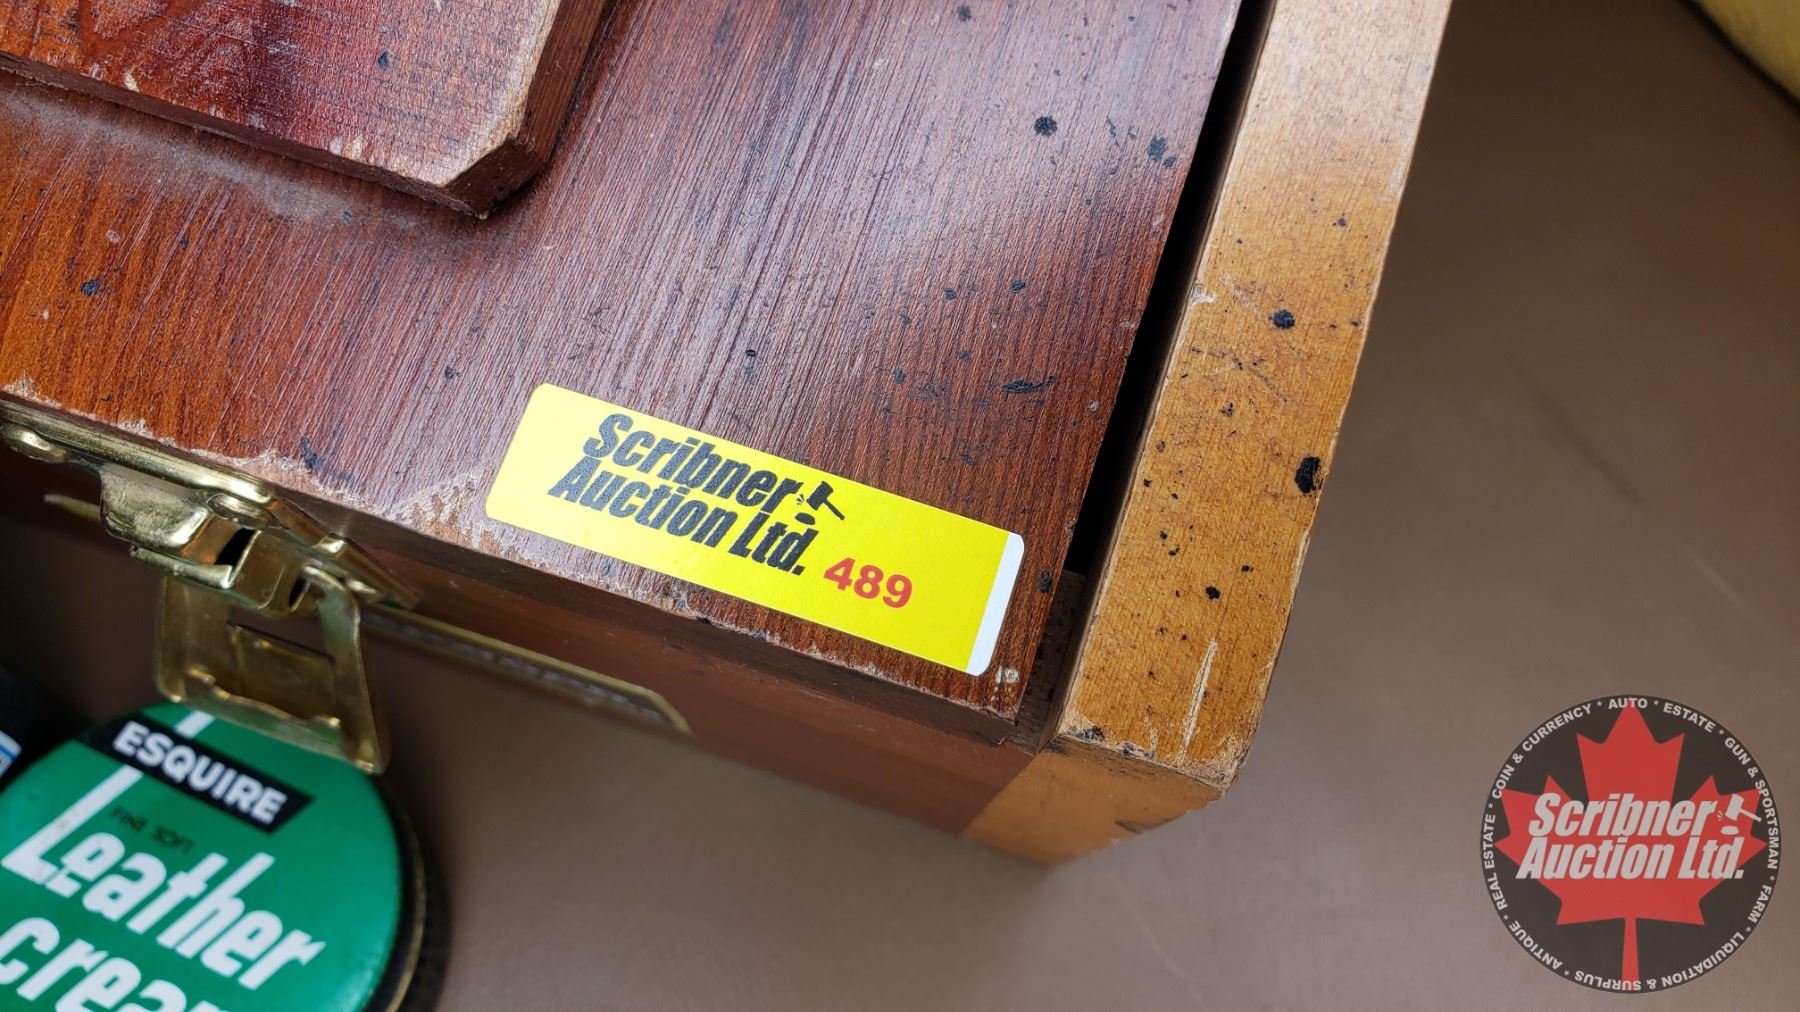 Scribner
Auction Ltd.
489
ESQUIRE
FINE SOFT
Leather
crea
REAL ESTATE * COIN & CURRENCY * AUTO * ESTATE * GUN & SPORTSMAN * FARM * LIQUIDATION & SURPLUS * ANTIQUE *
Scribner
Auction Ltd.